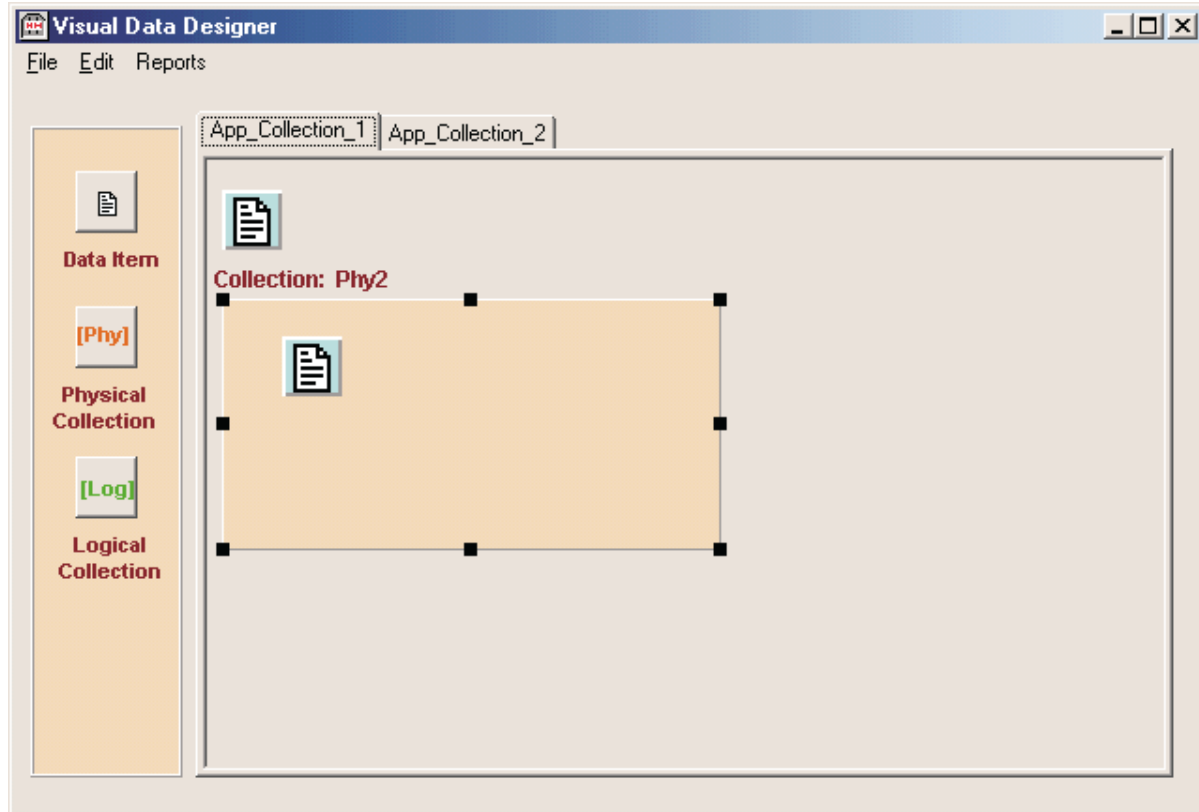 Visual Data Designer
File Edit Reports
App_Collection_1 App_Collection_2
Data Item
[Phy]
Physical
Collection
[Log]
Logical
Collection
Collection: Phy2